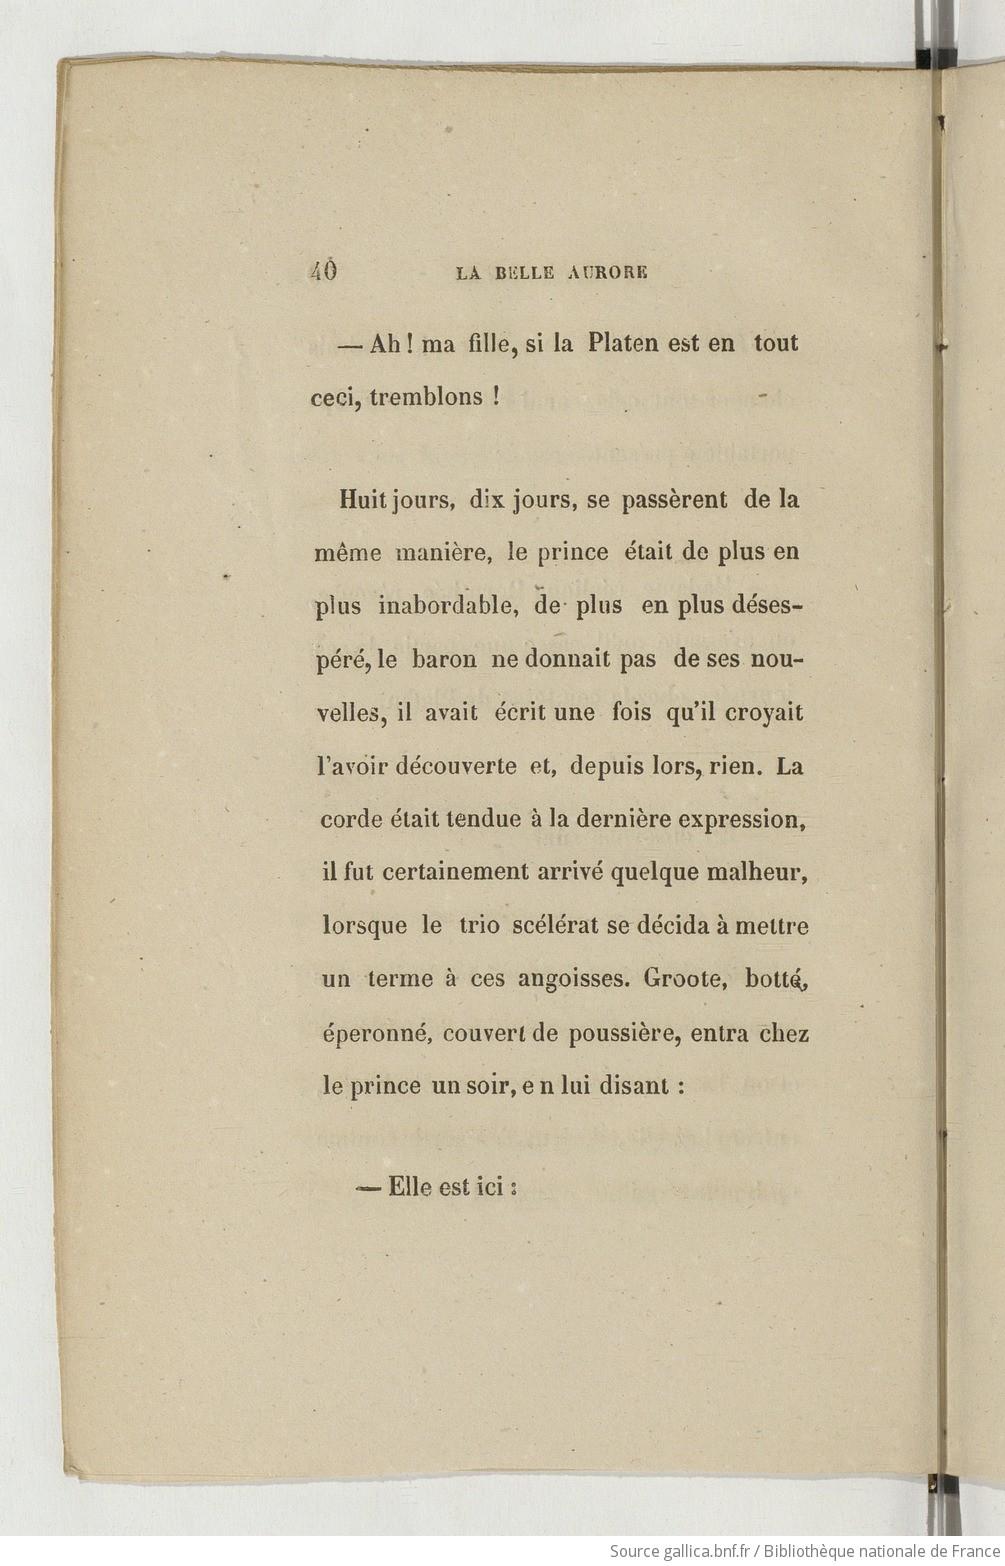 40 LA BELLE AURORE
— Ah ! ma fille, si la Platen est en tout
ceci, tremblons !
Huit jours, dix jours, se passèrent de la
même manière, le prince était de plus en
plus inabordable, de plus en plus déses-
péré, le baron ne donnait pas de ses nou-
velles, il avait écrit une fois qu'il croyait
l'avoir découverte et, depuis lors, rien. La
corde était tendue à la dernière expression,
il fut certainement arrivé quelque malheur,
lorsque le trio scélérat se décida à mettre
un terme à ces angoisses. Groote, botté,
éperonné, couvert de poussière, entra chez
le prince un soir, e n lui disant :
— Elle est ici :
Source gallica.bnf.fr / Bibliothèque nationale de France